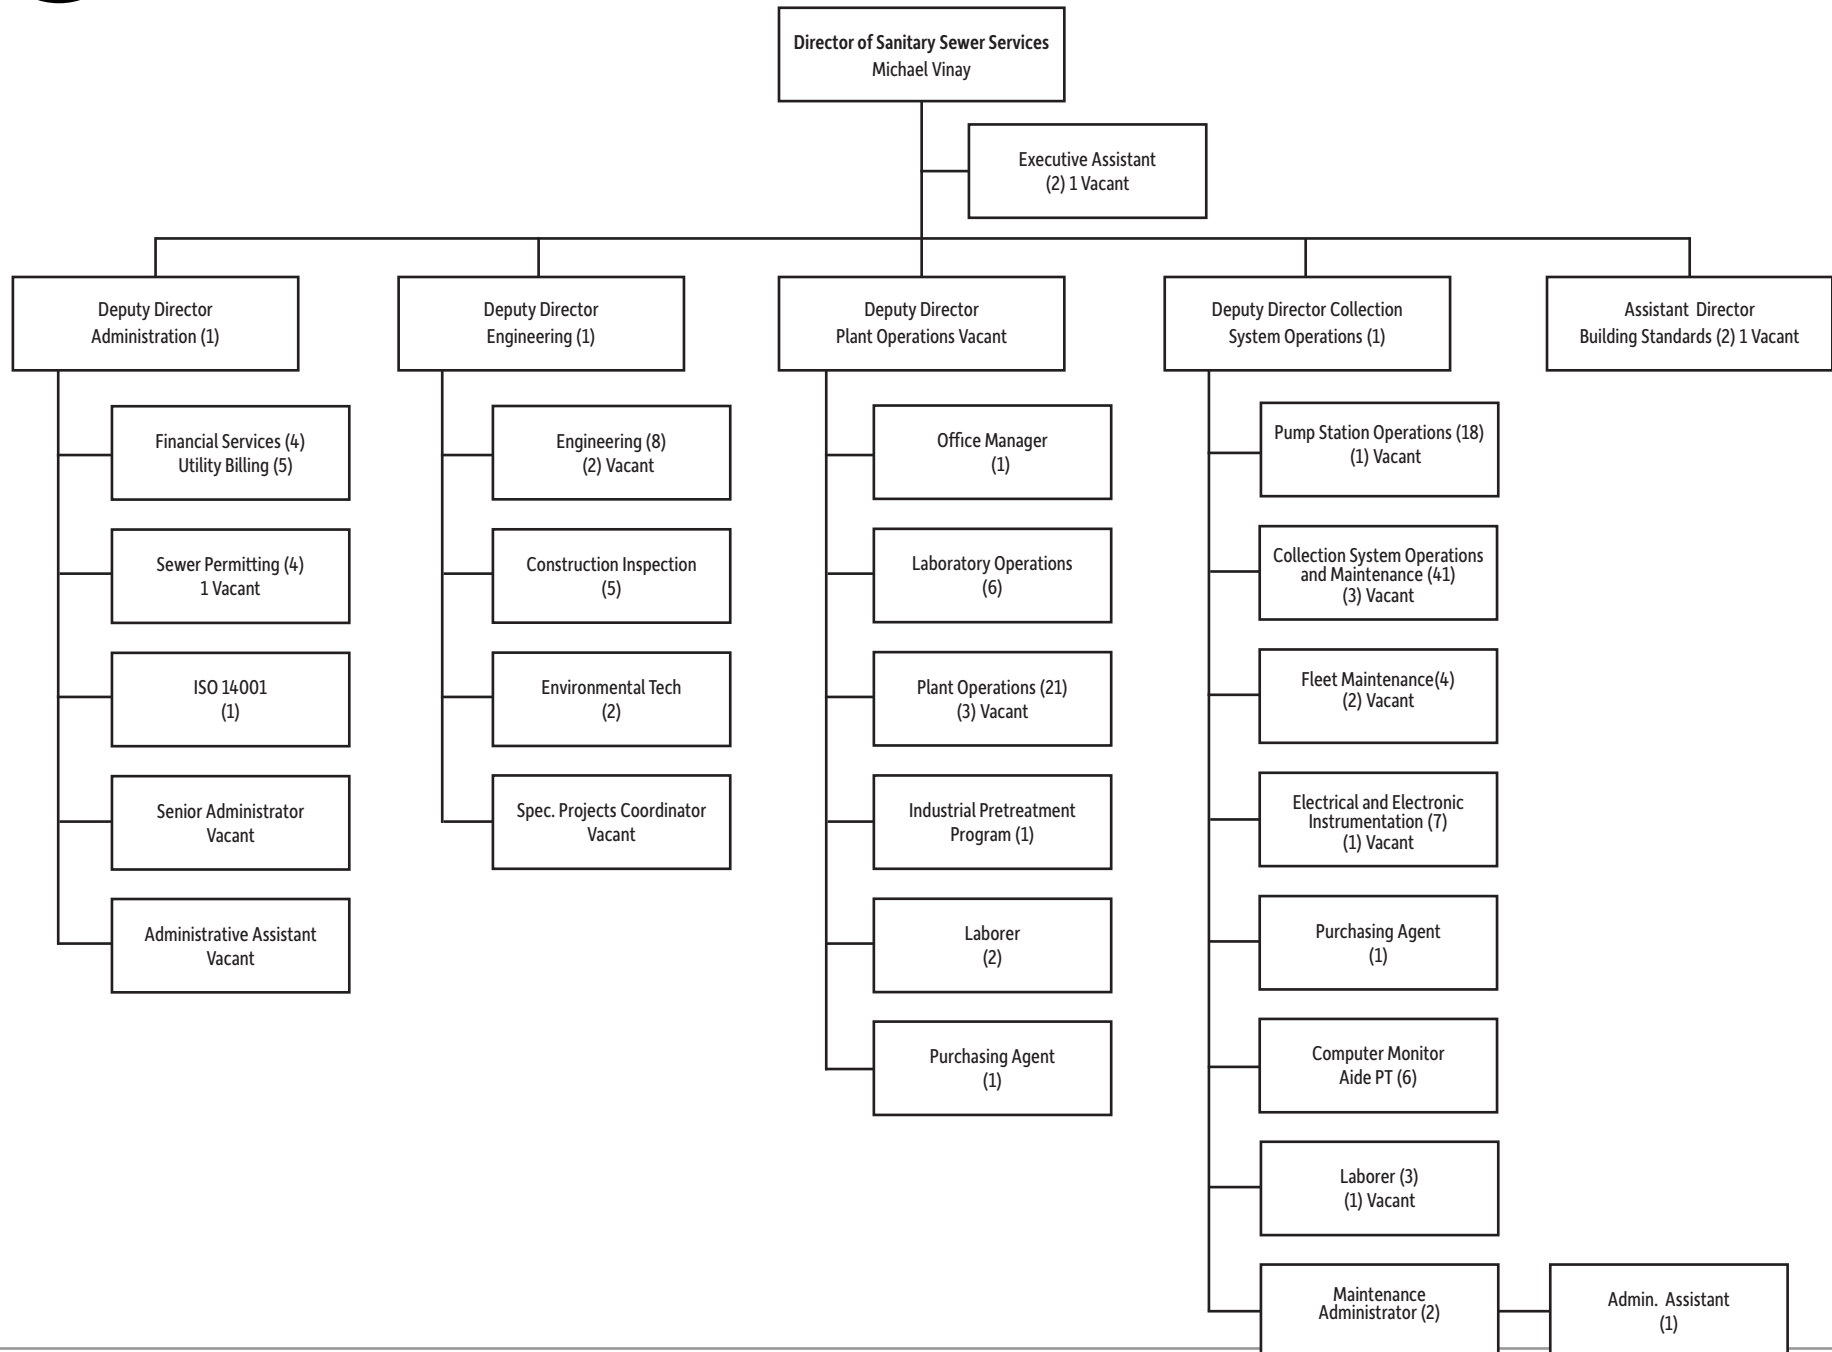 Director of Sanitary Sewer Services
Michael Vinay
Executive Assistant
(2) 1 Vacant
Deputy Director
Administration (1)
Deputy Director
Engineering (1)
Deputy Director
Plant Operations Vacant
Deputy Director Collection
System Operations (1)
Assistant Director
Building Standards (2) 1 Vacant
Financial Services (4)
Utility Billing (5)
Sewer Permitting (4)
1 Vacant
ISO 14001
(1)
Senior Administrator
Vacant
Administrative Assistant
Vacant
Engineering (8)
(2) Vacant
Construction Inspection
(5)
Environmental Tech
(2)
Spec. Projects Coordinator
Vacant
Office Manager
(1)
Laboratory Operations
(6)
Plant Operations (21)
(3) Vacant
Industrial Pretreatment
Program (1)
Laborer
(2)
Purchasing Agent
(1)
Pump Station Operations (18)
(1) Vacant
Collection System Operations
and Maintenance (41)
(3) Vacant
Fleet Maintenance(4)
(2) Vacant
Electrical and Electronic
Instrumentation (7)
(1) Vacant
Purchasing Agent
(1)
Computer Monitor
Aide PT (6)
Laborer (3)
(1) Vacant
Maintenance
Administrator (2)
Admin. Assistant
(1)